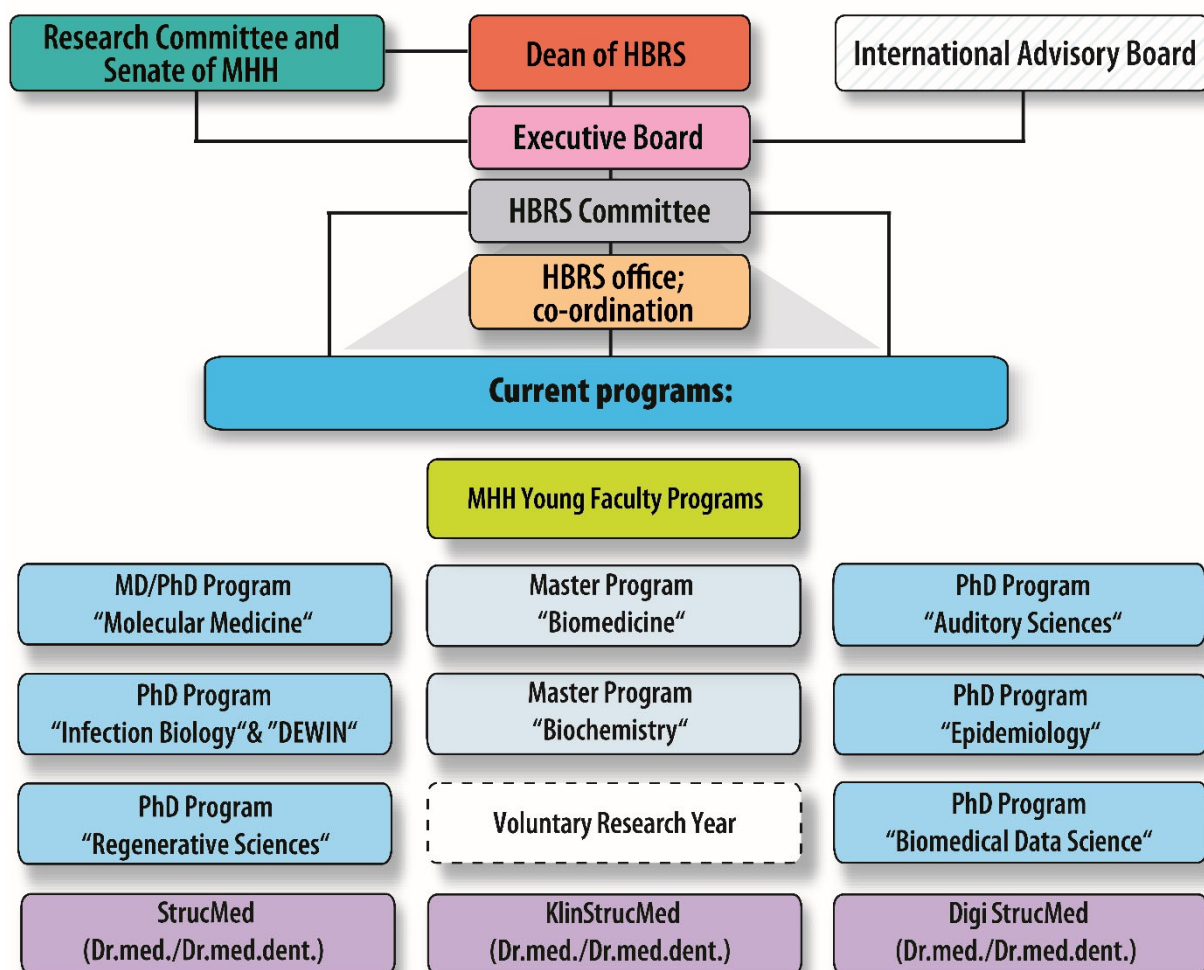 Research Committee and
Senate of MHH
Dean of HBRS
International Advisory Board
Executive Board
HBRS Committee
HBRS office;
co-ordination
Current programs:
MHH Young Faculty Programs
MD/PhD Program
“Molecular Medicine“
Master Program
“Biomedicine“
PhD Program
“Auditory Sciences“
PhD Program
“Infection Biology“& ”DEWIN“
Master Program
“Biochemistry“
PhD Program
“Epidemiology“
PhD Program
“Regenerative Sciences“
Voluntary Research Year
PhD Program
“Biomedical Data Science“
StrucMed
(Dr.med./Dr.med.dent.)
KlinStrucMed
(Dr.med./Dr.med.dent.)
Digi StrucMed
(Dr.med./Dr.med.dent.)